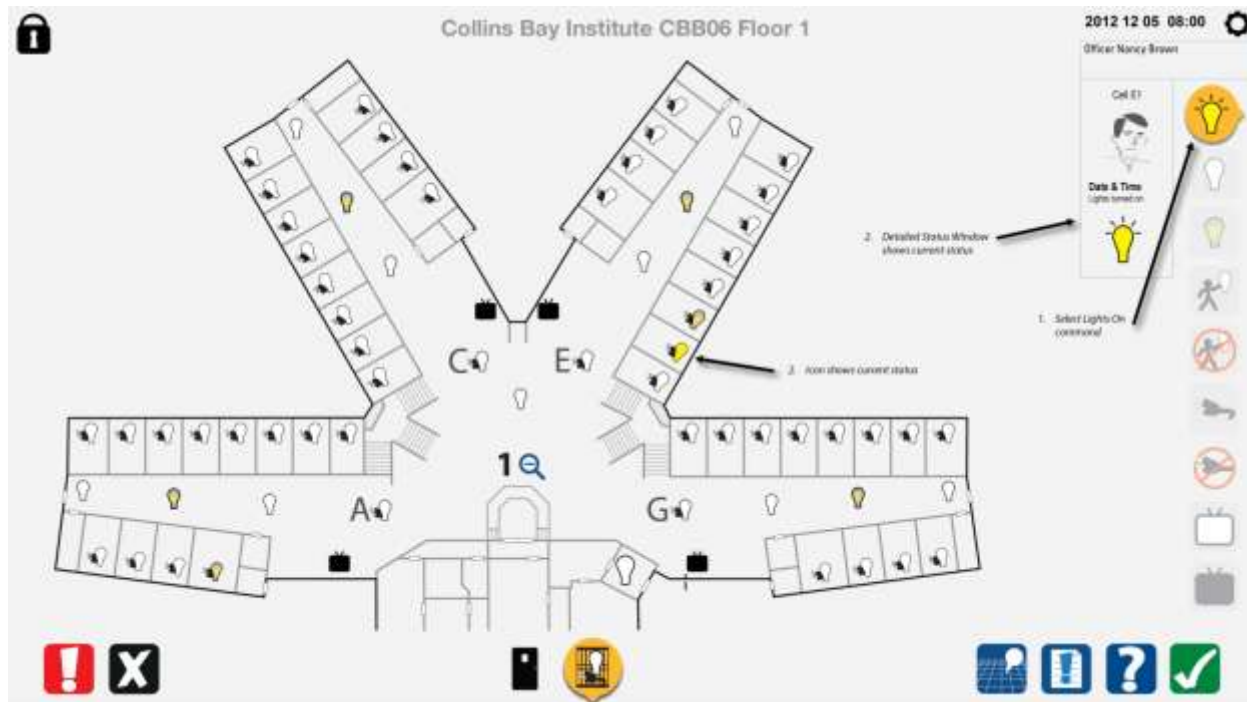 Collins Bay Institute CBB06 Floor 1
2012 12 05 08:00
Officer Nancy Brown
Cell E1
Date & Time
Lights turned on
2. Detailed Status Window
shows current status
1. Select Lights On
command
C
E
3. Icon shows current status
1
A
G